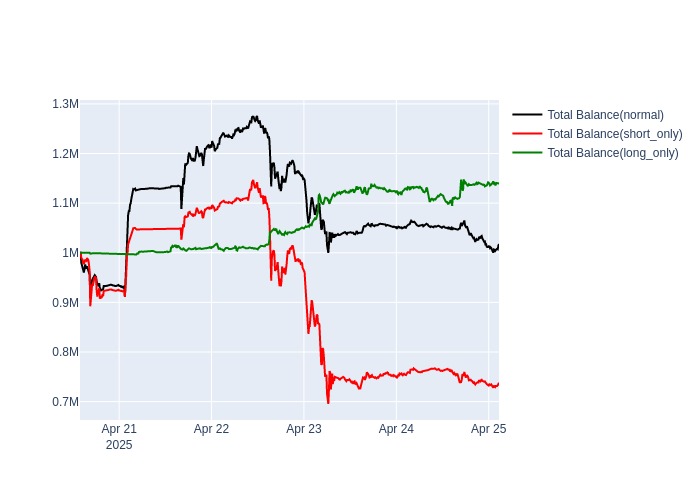 1.3M
1.2M
1.1M
1M
0.9M
0.8M
0.7M
Apr 21
2025
Apr 22
Apr 23
Apr 24
Apr 25
Total Balance(normal)
Total Balance(short_only)
Total Balance(long_only)